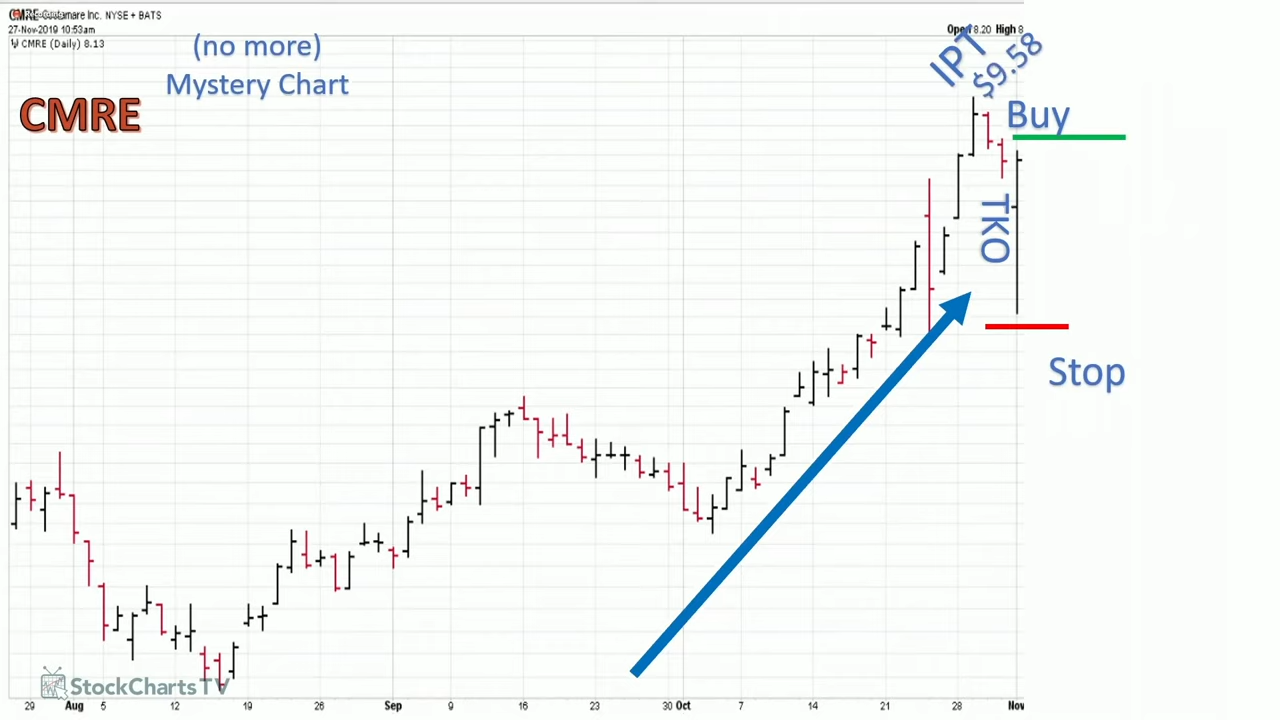 CMRE Costamare Inc. NYSE + BATS
27-Nov-2019 10:53am
Open 8.20 High 8
CMRE (Daily) 8.13
(no more)
Mystery Chart
CMRE
IPT
$9.58
Buy
TKO
Stop
StockCharts TV
29 Aug 5 12 19 26 Sep 9 16 23 30 Oct 7 14 21 28 Nov